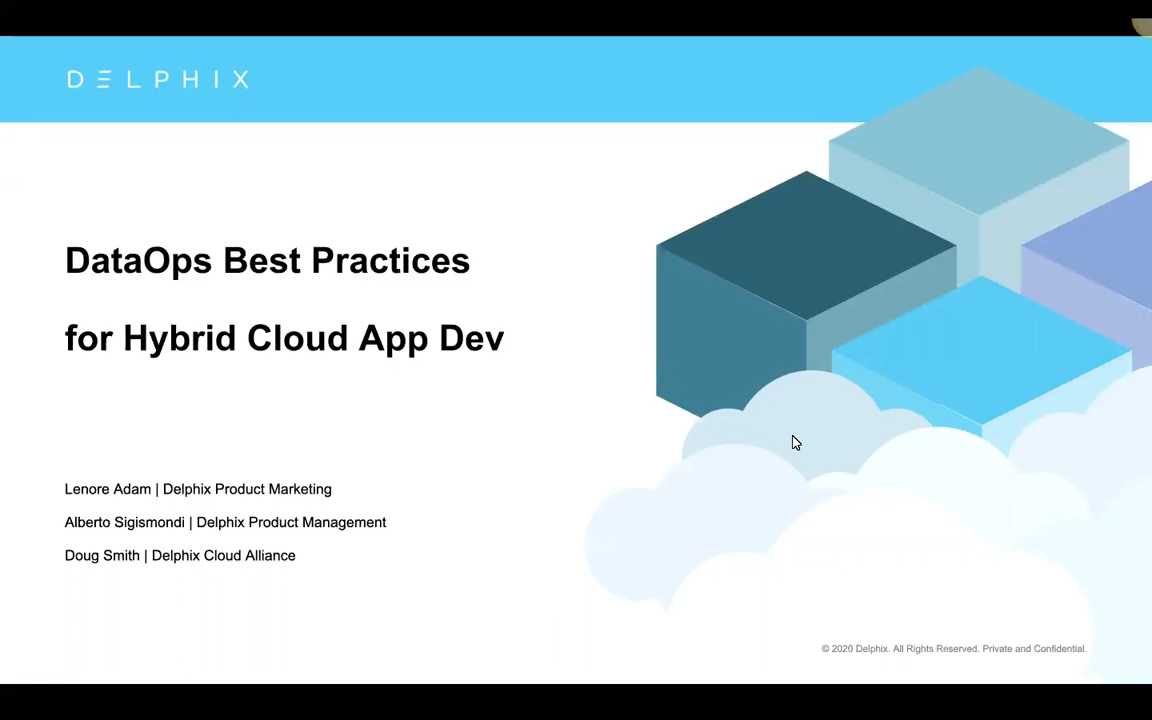 DELPHIX
DataOps Best Practices
for Hybrid Cloud App Dev
Lenore Adam | Delphix Product Marketing
Alberto Sigismondi | Delphix Product Management
Doug Smith | Delphix Cloud Alliance
© 2020 Delphix. All Rights Reserved. Private and Confidential.